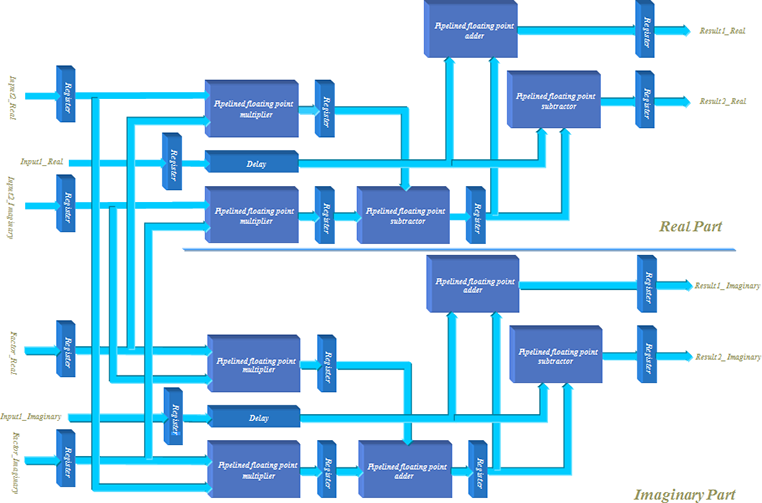 Pipelined floating point
adder
Register
Result1_Real
Input2_Real
Register
Pipelined floating point
multiplier
Register
Pipelined floating point
subtractor
Register
Result2_Real
Input1_Real
Register
Delay
Input2_Imaginary
Register
Pipelined floating point
multiplier
Register
Pipelined floating point
subtractor
Register
Real Part
Pipelined floating point
adder
Register
Result1_Imaginary
Factor_Real
Register
Pipelined floating point
multiplier
Register
Pipelined floating point
subtractor
Register
Result2_Imaginary
Input1_Imaginary
Register
Delay
Factor_Imaginary
Register
Pipelined floating point
multiplier
Register
Pipelined floating point
adder
Register
Imaginary Part